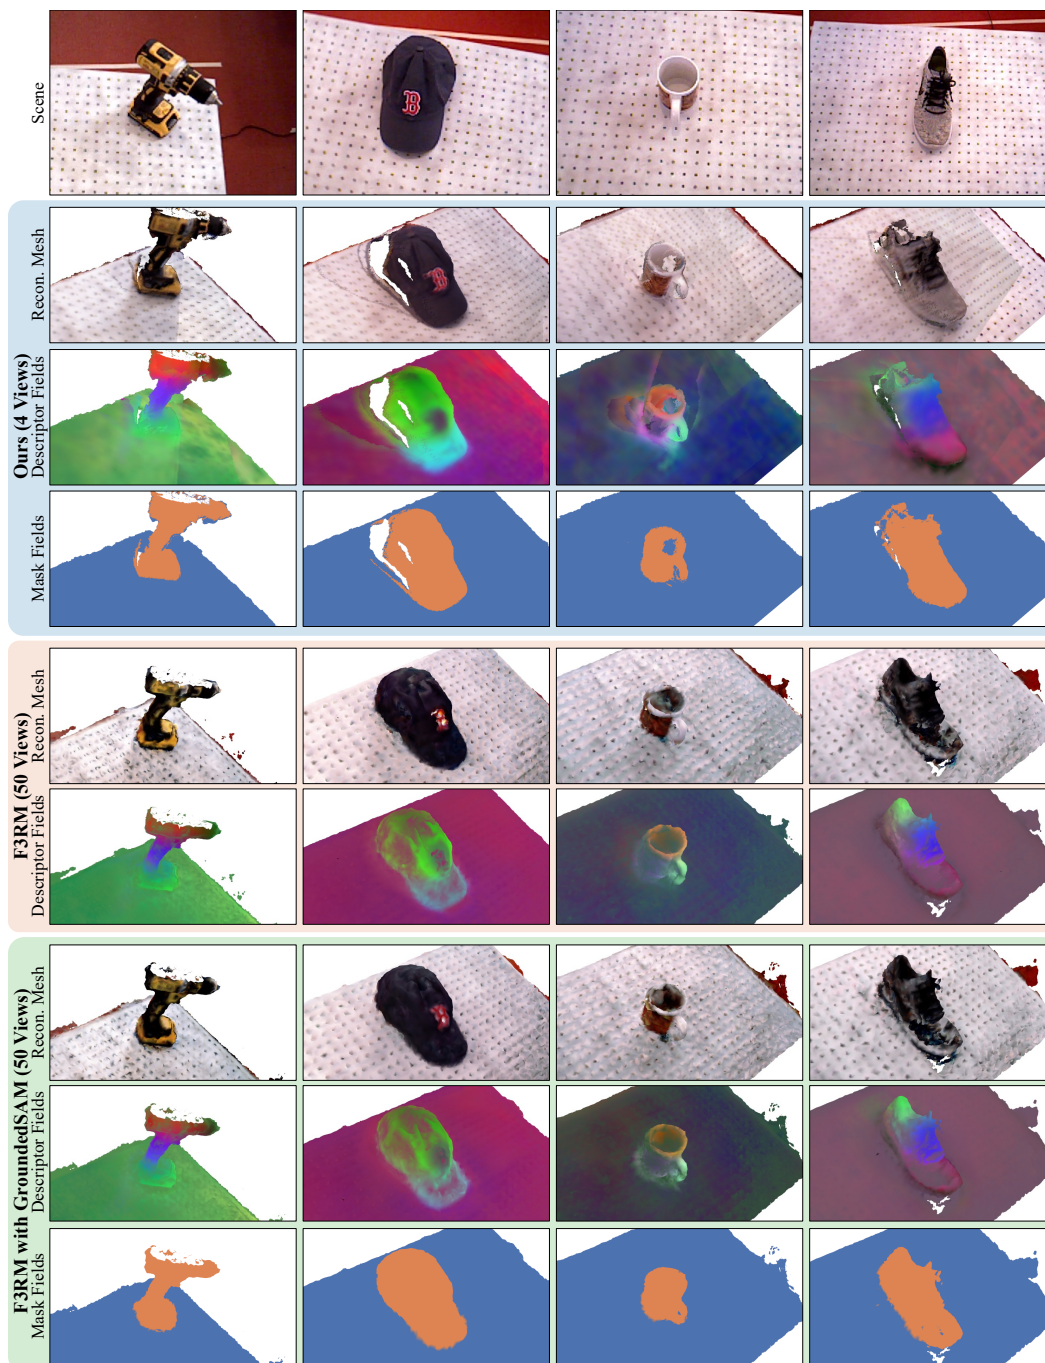 Scene
Ours (4 Views)
Recon. Mesh
Descriptor Fields
Mask Fields
F3RM (50 Views)
Recon. Mesh
Descriptor Fields
F3RM with GroundedSAM (50 Views)
Recon. Mesh
Descriptor Fields
Mask Fields
B
B
B
B